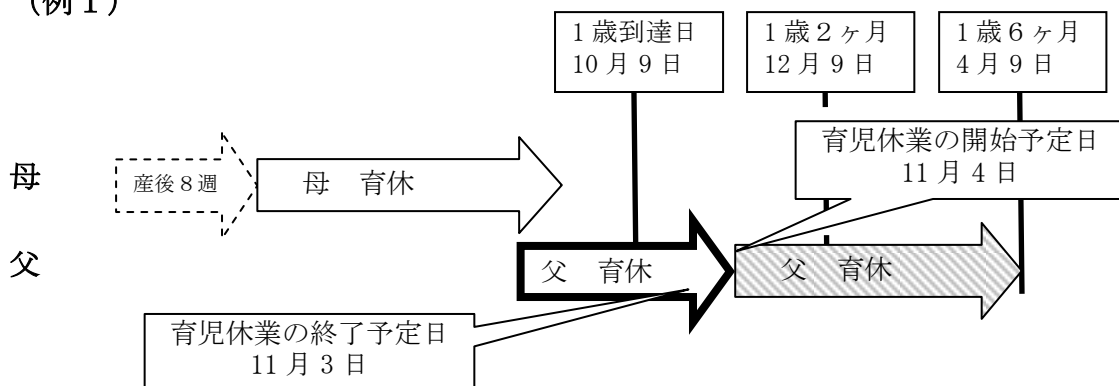 （例１）
１歳到達日
10月９日
１歳２ヶ月
12月９日
１歳６ヶ月
４月９日
育児休業の開始予定日
11月４日
母
産後８週
母　育休
父
父　育休
父　育休
育児休業の終了予定日
11月３日